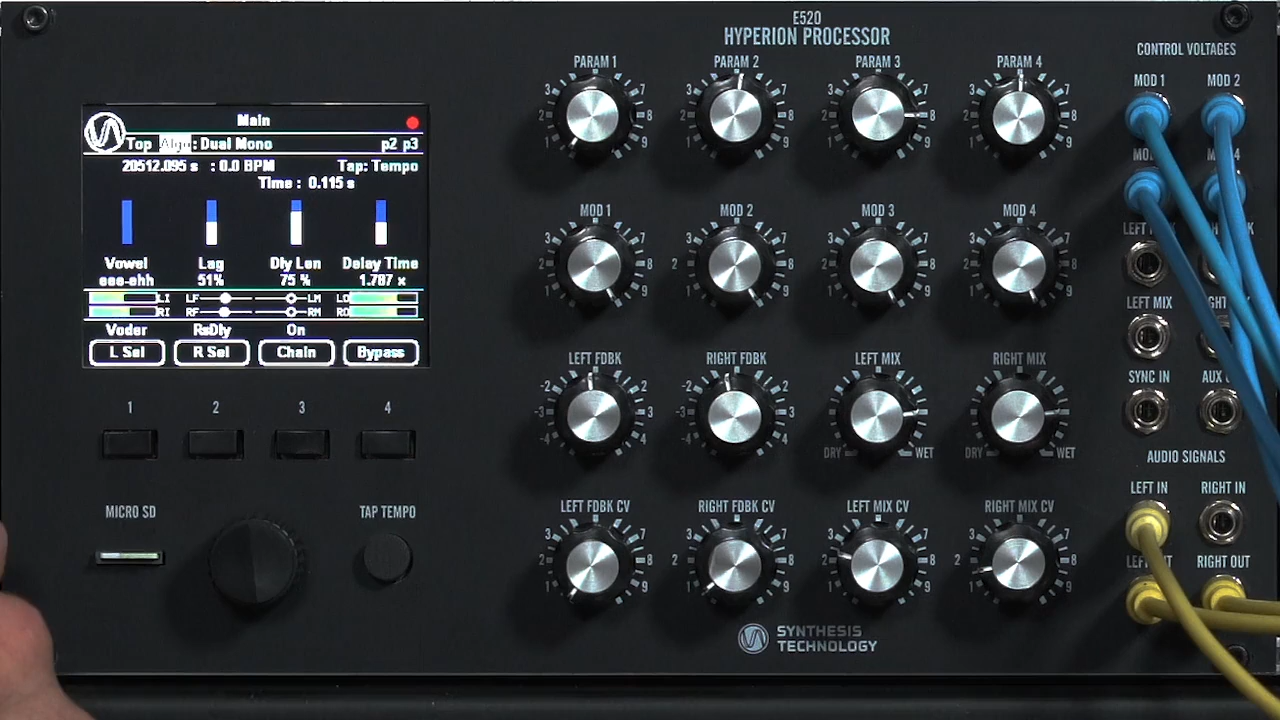 E520
HYPERION PROCESSOR
CONTROL VOLTAGES
PARAM 1 PARAM 2 PARAM 3 PARAM 4
MOD 1 MOD 2
Main
Top Algo: Dual Mono p2 p3
20512.095 s : 0.0 BPM Tap: Tempo
Time : 0.115 s
Vowel Lag Dly Len Delay Time
eee-ehh 51% 75 % 1.787 x
LI LF LM LO
RI RF RM RO
Voder RsDly On
L Sel R Sel Chain Bypass
1 2 3 4
MOD 1 MOD 2 MOD 3 MOD 4
LEFT FDBK RIGHT FDBK LEFT MIX RIGHT MIX
LEFT MIX
SYNC IN AUX
DRY WET DRY WET
AUDIO SIGNALS
LEFT IN RIGHT IN
MICRO SD TAP TEMPO
LEFT FDBK CV RIGHT FDBK CV LEFT MIX CV RIGHT MIX CV
RIGHT OUT
SYNTHESIS
TECHNOLOGY